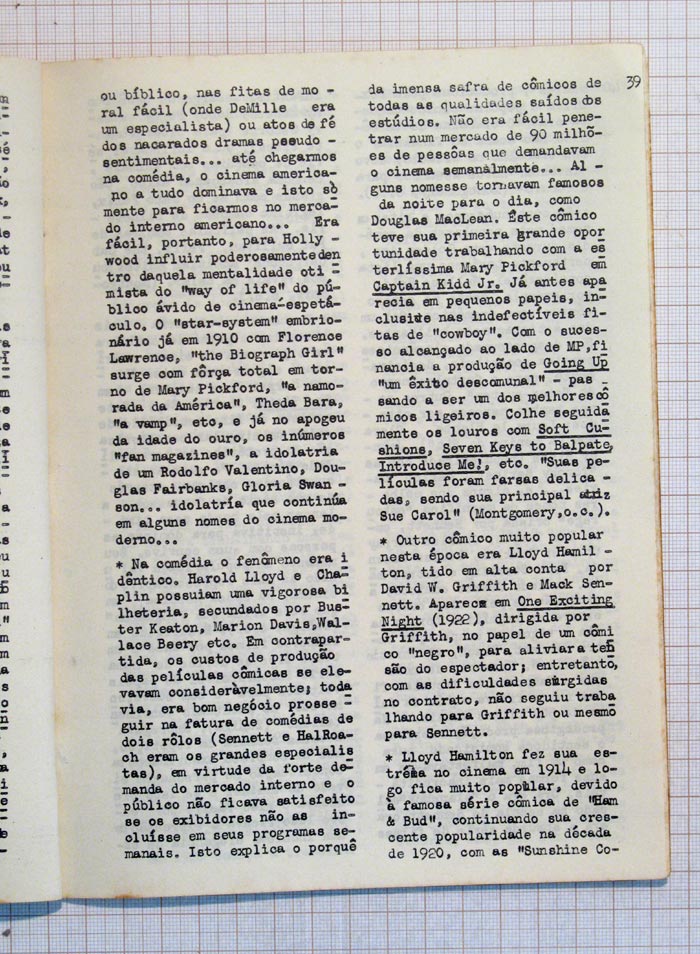 39
ou bíblico, nas fitas de mo -
ral fácil (onde DeMille era
um especialista) ou atos de fé
dos nacarados dramas pseudo -
sentimentais... até chegarmos
na comédia, o cinema america-
no a tudo dominava e isto sò
mente para ficarmos no merca-
do interno americano... Era
fácil, portanto, para Holly -
wood influir poderosamente den
tro daquela mentalidade oti =
mista do "way of life" do pú-
blico ávido de cinema-espetá-
culo. O "star-system" embrio-
nário já em 1910 com Florence
Lawrence, "the Biograph Girl"
surge com fôrça total em tor-
no de Mary Pickford, "a namo-
rada da América", Theda Bara,
"a vamp", etc, e já no apogeu
da idade do ouro, os inúmeros
"fan magazines", a idolatria
de um Rodolfo Valentino, Dou-
glas Fairbanks, Gloria Swan -
son... idolatria que continúa
em alguns nomes do cinema mo-
derno...
* Na comédia o fenômeno era i
dêntico. Harold Lloyd e Cha-
plin possuiam uma vigorosa bi
lheteria, secundados por Bus-
ter Keaton, Marion Davis,Wal-
lace Beery etc. Em contrapar-
tida, os custos de produção
das películas cômicas se ele-
vavam consideràvelmente; toda
via, era bom negócio prosse -
guir na fatura de comédias de
dois rôlos (Sennett e HalRoa-
ch eram os grandes especialis
tas), em virtude da forte de-
manda do mercado interno e o
público não ficava satisfeito
se os exibidores não as in-
cluísse em seus programas se-
manais. Isto explica o porquê
da imensa safra de cômicos de
todas as qualidades saídos dos
estúdios. Não era fácil pene-
trar num mercado de 90 milhõ-
es de pessôas que demandavam
o cinema semanalmente... Al -
guns nomesse tornavam famosos
da noite para o dia, como
Douglas MacLean. Êste cômico
teve sua primeira grande opor
tunidade trabalhando com a es
terlíssima Mary Pickford em
Captain Kidd Jr. Já antes apa
recia em pequenos papeis, in-
clusive nas indefectíveis fi-
tas de "cowboy". Com o suces-
so alcançado ao lado de MP,fi
nancia a produção de Going Up
"um êxito descomunal" - pas -
sando a ser um dos melhores cô
micos ligeiros. Colhe seguida
mente os louros com Soft Cu-
shions, Seven Keys to Balpate,
Introduce Me!, etc. "Suas pe-
lículas foram farsas delica -
das, sendo sua principal atriz
Sue Carol" (Montgomery,o.c.).
* Outro cômico muito popular
nesta época era Lloyd Hamil -
ton, tido em alta conta por
David W. Griffith e Mack Sen-
nett. Aparece em One Exciting
Night (1922), dirigida por
Griffith, no papel de um cômi
co "negro", para aliviar a ten
são do espectador; entretanto,
com as dificuldades surgidas
no contrato, não seguiu traba
lhando para Griffith ou mesmo
para Sennett.
* Lloyd Hamilton fez sua es-
tréia no cinema em 1914 e lo-
go fica muito popular, devido
à famosa série cômica de "Ham
& Bud", continuando sua cres-
cente popularidade na década
de 1920, com as "Sunshine Co-